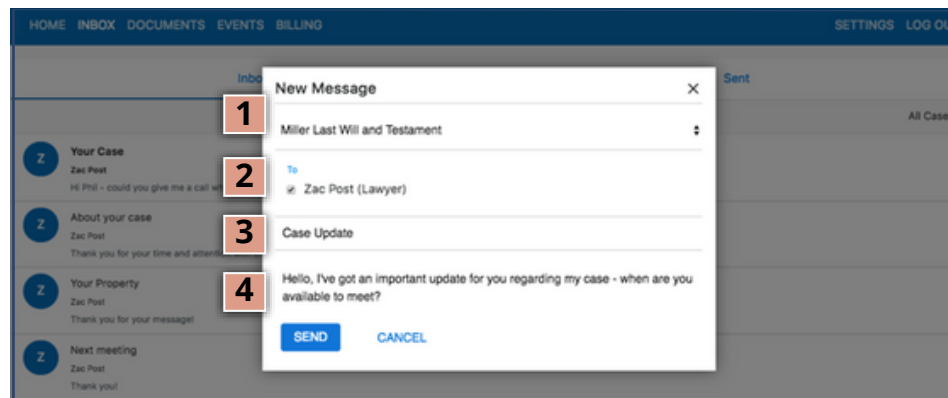 HOME INBOX DOCUMENTS EVENTS BILLING SETTINGS LOG OU
Inbo Sent
All Case
New Message
1
Miller Last Will and Testament
2
To
Zac Post (Lawyer)
3
Case Update
4
Hello, I've got an important update for you regarding my case - when are you
available to meet?
SEND CANCEL
Z
Your Case
Zac Post
Hi Phil - could you give me a call wh
Z
About your case
Zac Post
Thank you for your time and attenti
Z
Your Property
Zac Post
Thank you for your message!
Z
Next meeting
Zac Post
Thank you!